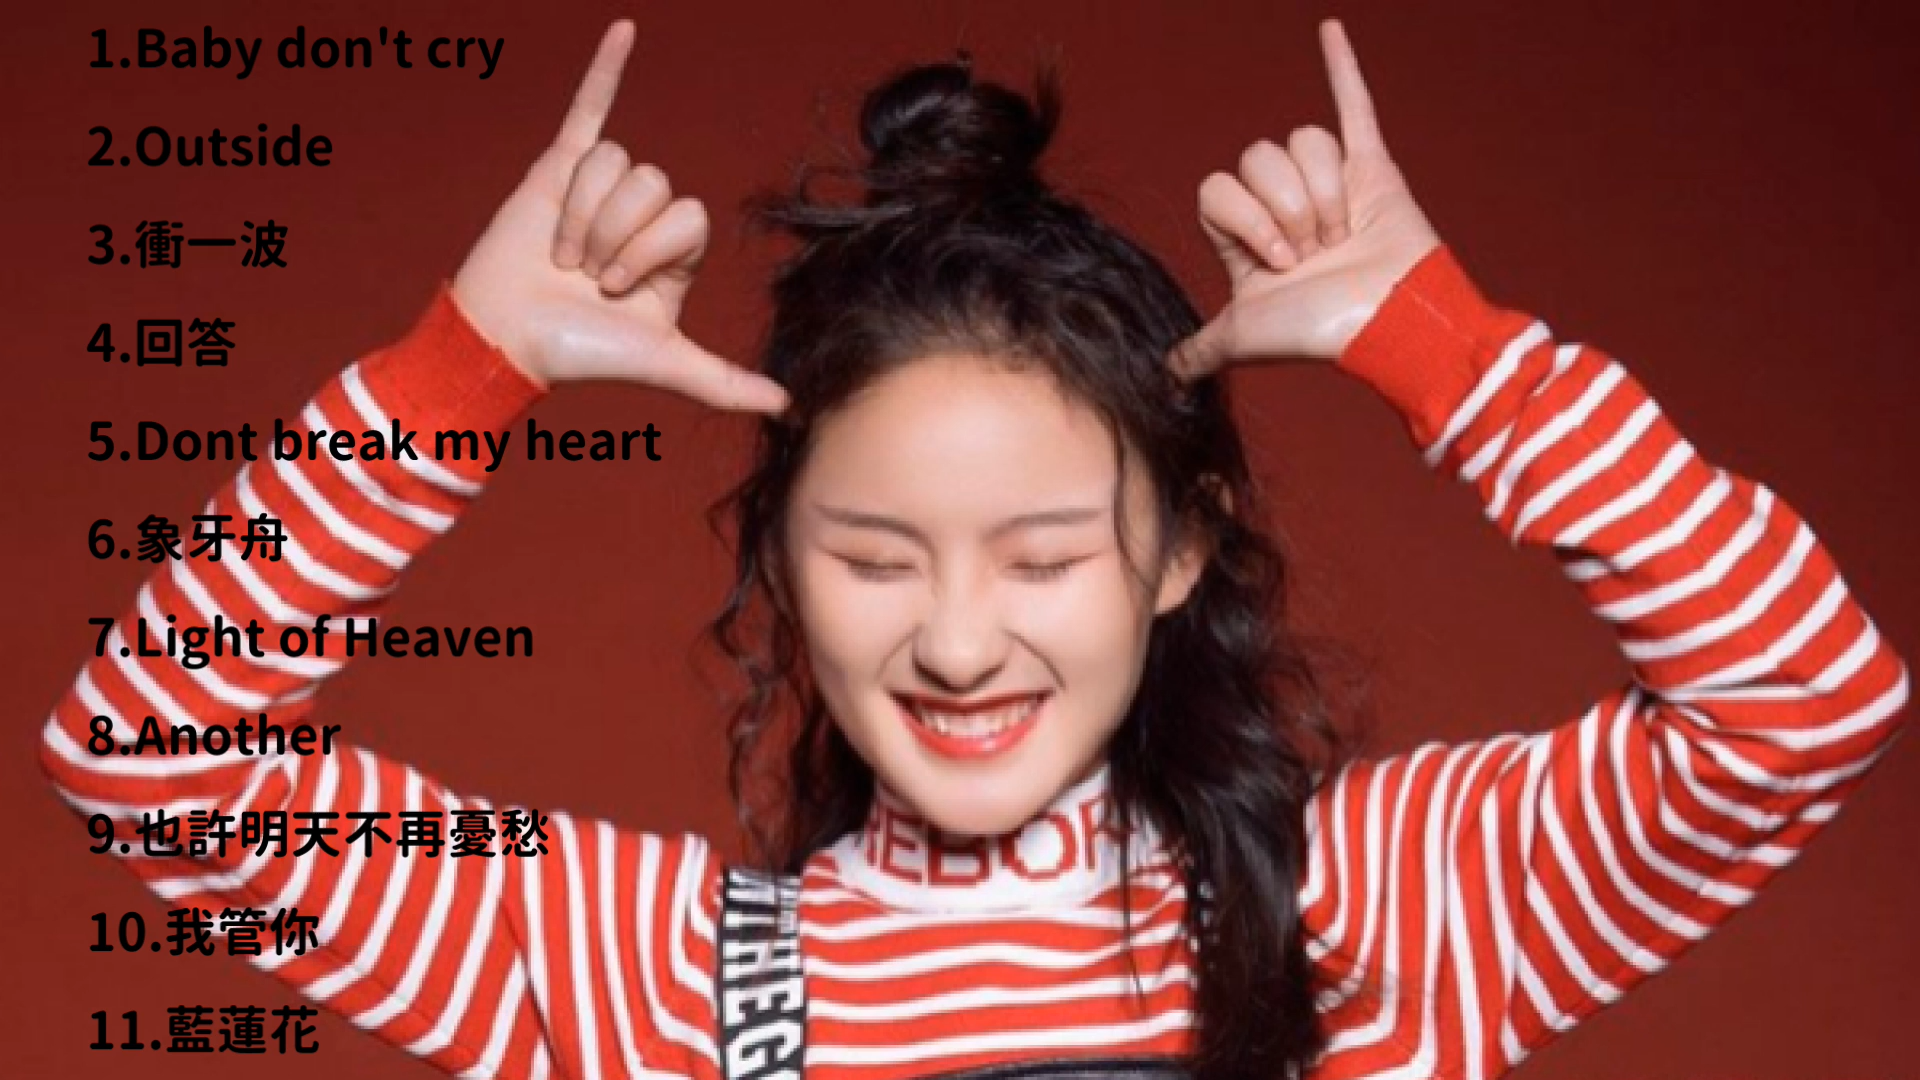 1.Baby don't cry
2.Outside
3.衝一波
4.回答
5.Dont break my heart
6.象牙舟
7.Light of Heaven
8.Another
9.也許明天不再憂愁
10.我管你
11.藍蓮花
REBOR